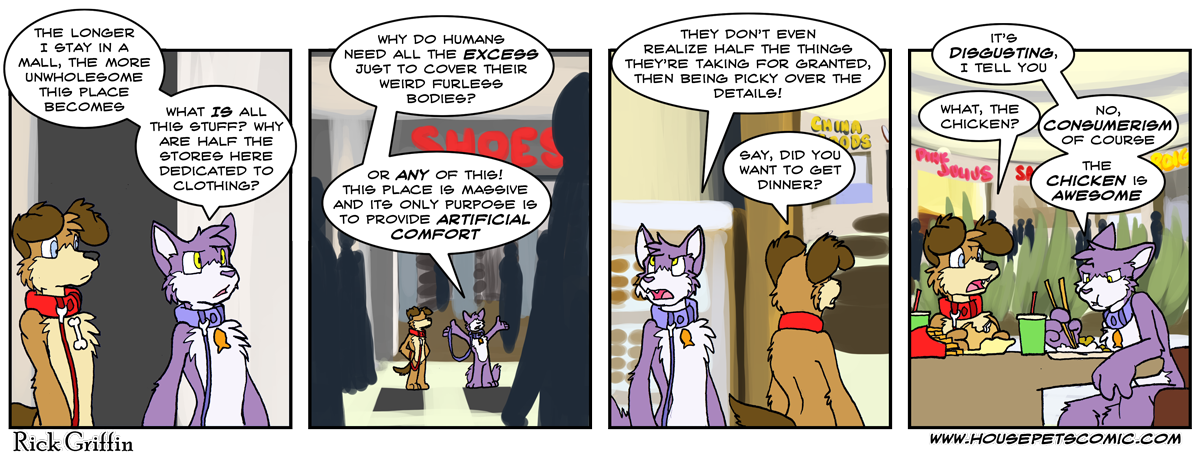 THE LONGER
I STAY IN A
MALL, THE MORE
UNWHOLESOME
THIS PLACE
BECOMES
WHAT IS ALL
THIS STUFF? WHY
ARE HALF THE
STORES HERE
DEDICATED TO
CLOTHING?
WHY DO HUMANS
NEED ALL THE EXCESS
JUST TO COVER THEIR
WEIRD FURLESS
BODIES?
SHOES
OR ANY OF THIS!
THIS PLACE IS MASSIVE
AND ITS ONLY PURPOSE IS
TO PROVIDE ARTIFICIAL
COMFORT
THEY DON'T EVEN
REALIZE HALF THE THINGS
THEY'RE TAKING FOR GRANTED,
THEN BEING PICKY OVER THE
DETAILS!
CHINA
SAY, DID YOU
WANT TO GET
DINNER?
IT'S
DISGUSTING,
I TELL YOU
WHAT, THE
CHICKEN?
NO,
CONSUMERISM
OF COURSE
THE
CHICKEN IS
AWESOME
JULIUS
Rick Griffin
WWW.HOUSEPETSCOMIC.COM